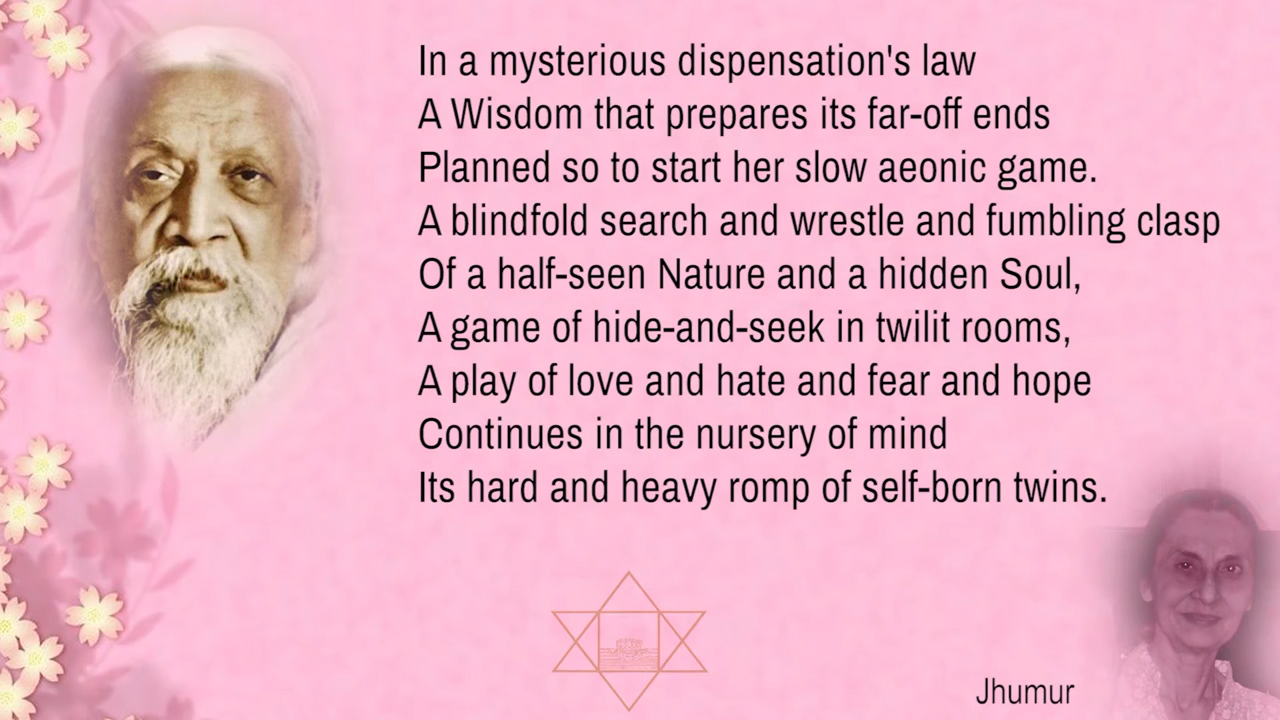 In a mysterious dispensation's law
A Wisdom that prepares its far-off ends
Planned so to start her slow aeonic game.
A blindfold search and wrestle and fumbling clasp
Of a half-seen Nature and a hidden Soul,
A game of hide-and-seek in twilit rooms,
A play of love and hate and fear and hope
Continues in the nursery of mind
Its hard and heavy romp of self-born twins.
Jhumur